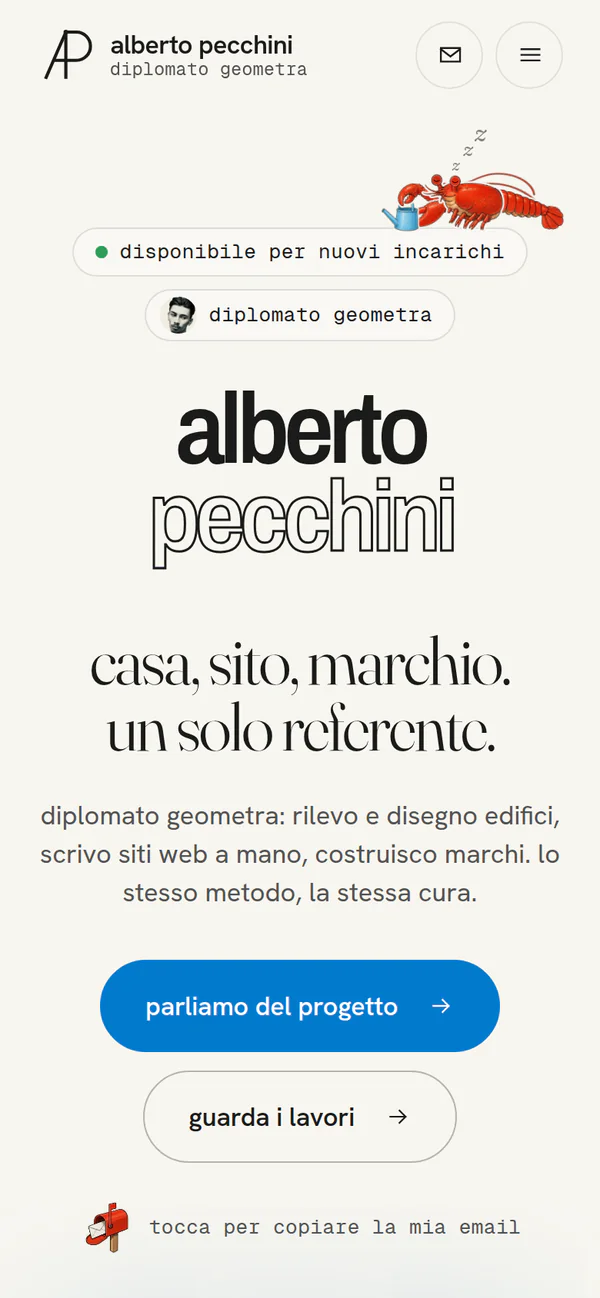 AP
alberto pecchini
diplomato geometra
z
z
z
disponibile per nuovi incarichi
diplomato geometra
alberto
pecchini
casa, sito, marchio.
un solo referente.
diplomato geometra: rilevo e disegno edifici,
scrivo siti web a mano, costruisco marchi. lo
stesso metodo, la stessa cura.
parliamo del progetto →
guarda i lavori →
tocca per copiare la mia email